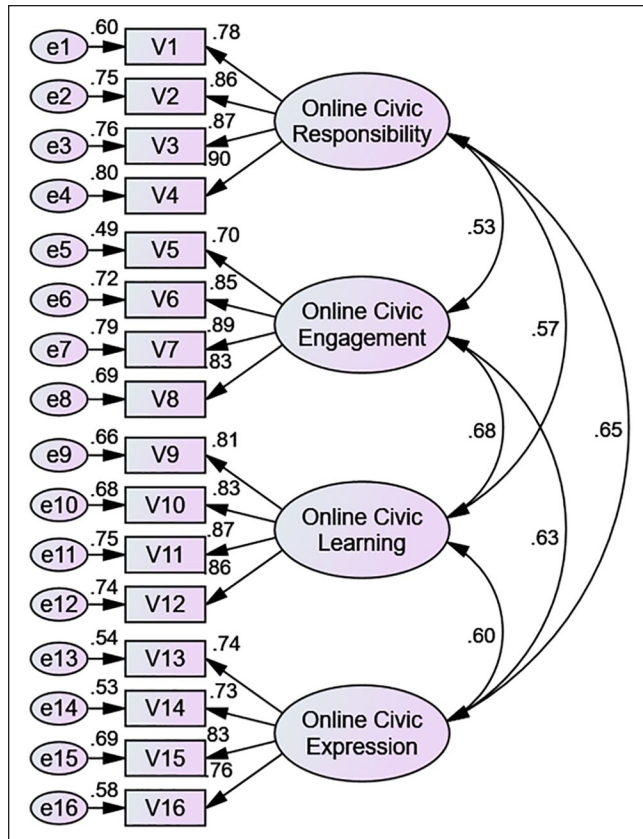 .60
e1
V1
.78
.75
e2
V2
.86
.76
e3
V3
.87
.80
e4
V4
.90
Online Civic
Responsibility
.49
e5
V5
.70
.72
e6
V6
.85
.79
e7
V7
.89
.69
e8
V8
.83
Online Civic
Engagement
.66
e9
V9
.81
.68
e10
V10
.83
.75
e11
V11
.87
.74
e12
V12
.86
Online Civic
Learning
.54
e13
V13
.74
.53
e14
V14
.73
.69
e15
V15
.83
.58
e16
V16
.76
Online Civic
Expression
.53
.57
.65
.68
.63
.60